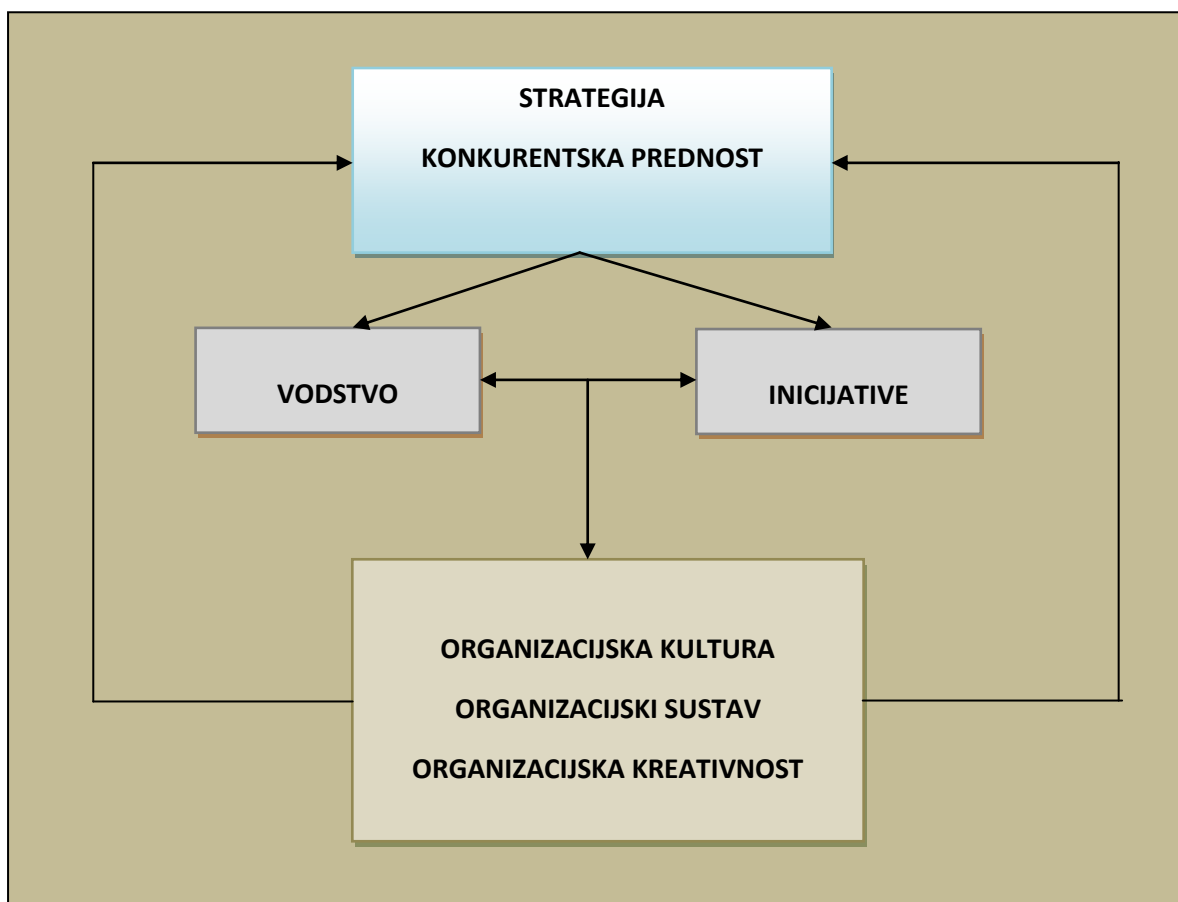 STRATEGIJA
KONKURENTSKA PREDNOST
VODSTVO
INICIJATIVE
ORGANIZACIJSKA KULTURA
ORGANIZACIJSKI SUSTAV
ORGANIZACIJSKA KREATIVNOST